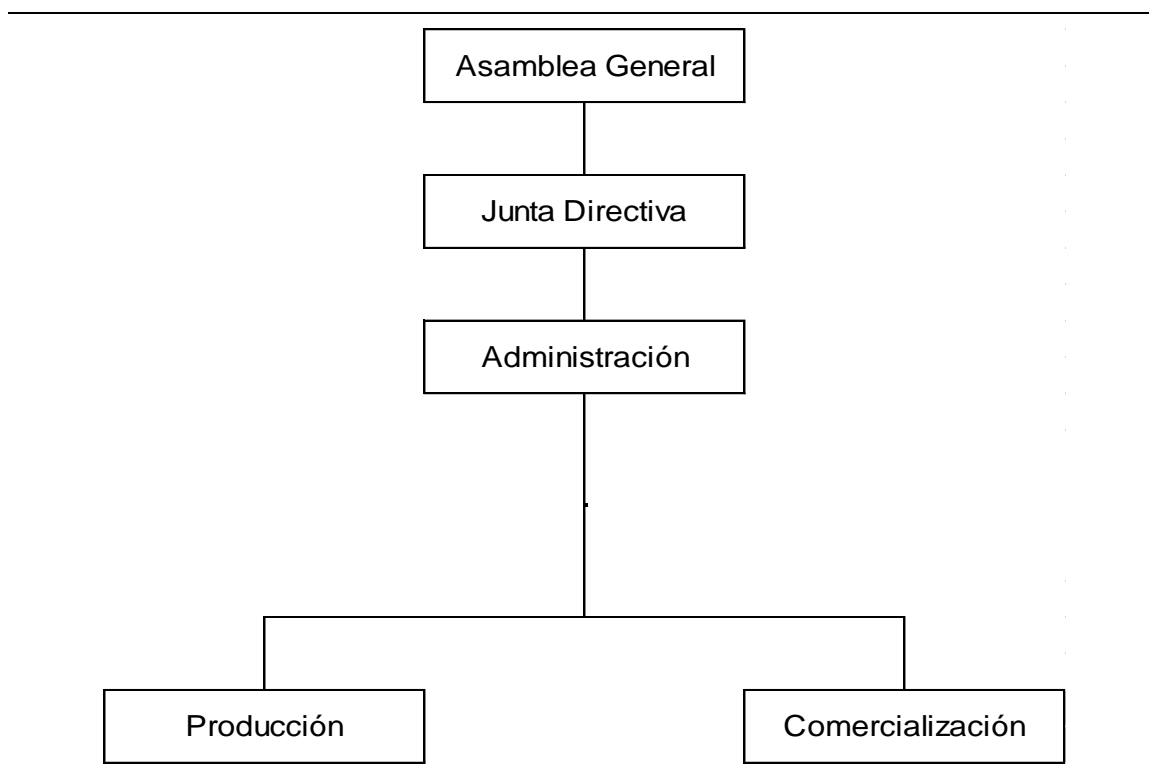 Asamblea General
Junta Directiva
Administración
Producción
Comercialización